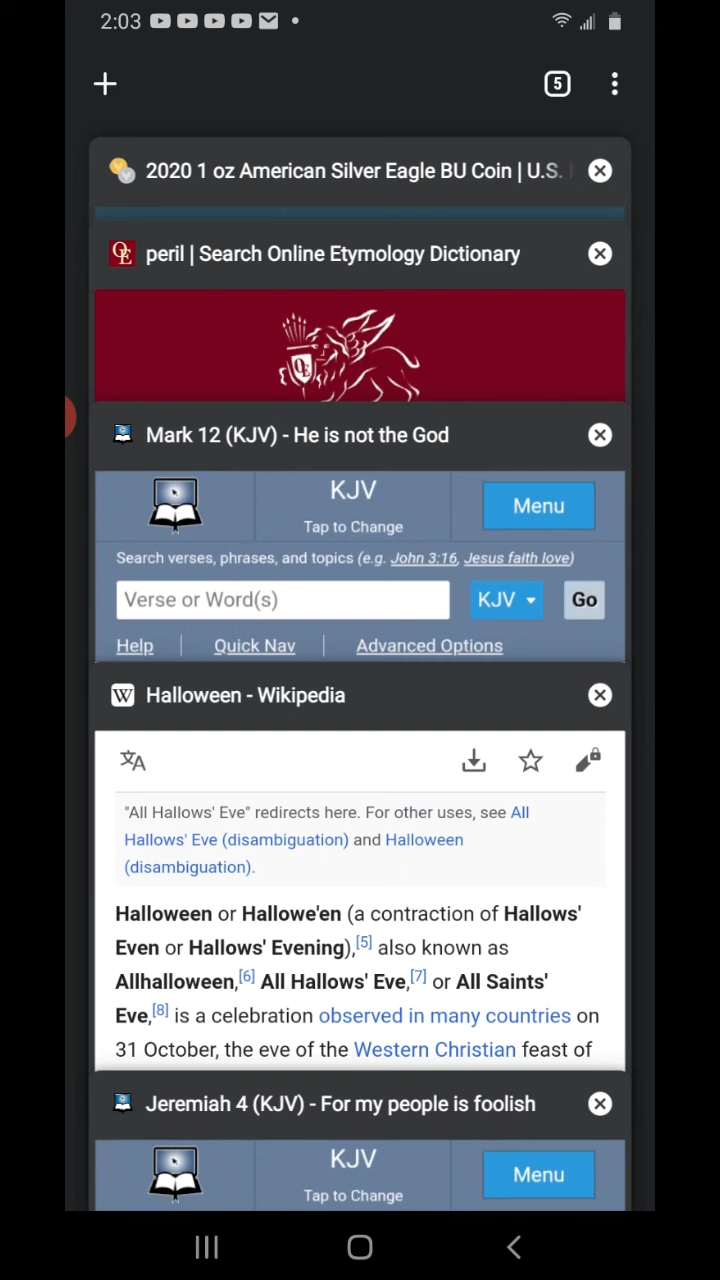 2:03
5
2020 1 oz American Silver Eagle BU Coin | U.S.
OE
peril | Search Online Etymology Dictionary
OE
Mark 12 (KJV) - He is not the God
KJV
Menu
Tap to Change
Search verses, phrases, and topics (e.g. John 3:16, Jesus faith love)
Verse or Word(s) KJV Go
Help Quick Nav Advanced Options
W Halloween - Wikipedia
文A
"All Hallows' Eve" redirects here. For other uses, see All
Hallows' Eve (disambiguation) and Halloween
(disambiguation).
Halloween or Hallowe'en (a contraction of Hallows'
Even or Hallows' Evening),[5] also known as
Allhalloween,[6] All Hallows' Eve,[7] or All Saints'
Eve,[8] is a celebration observed in many countries on
31 October, the eve of the Western Christian feast of
Jeremiah 4 (KJV) - For my people is foolish
KJV
Menu
Tap to Change